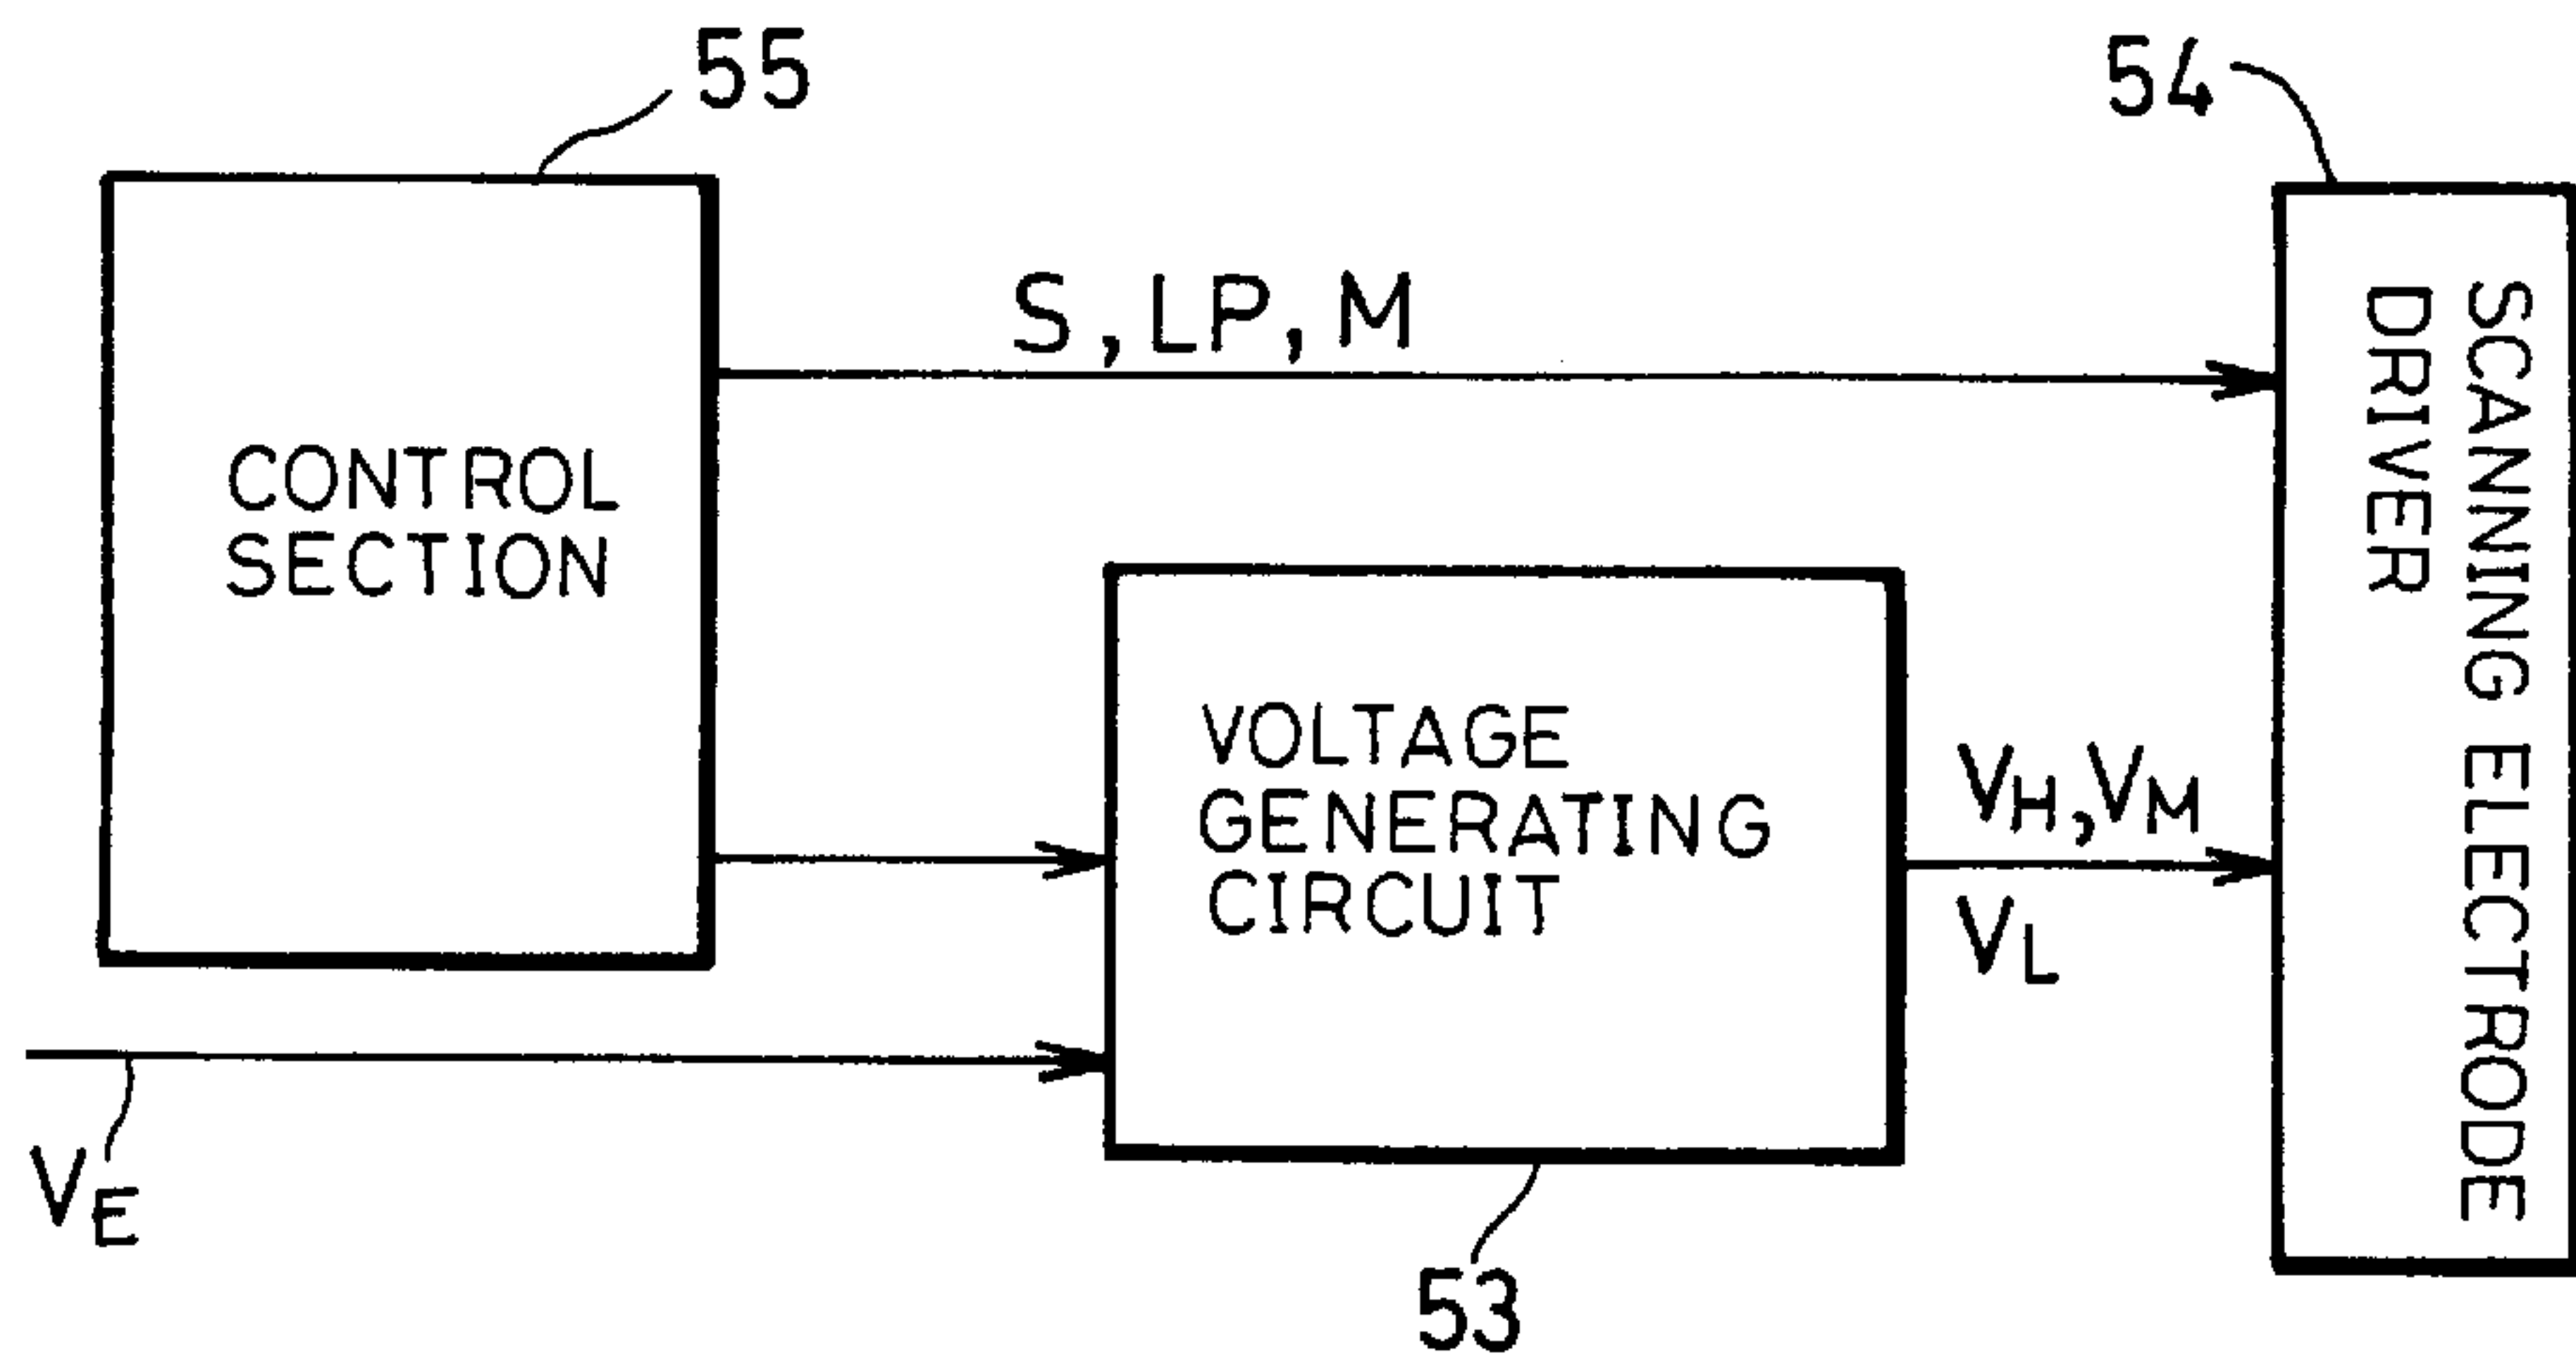 55
54
S, LP, M
CONTROL
SECTION
SCANNING ELECTRODE
DRIVER
VOLTAGE
GENERATING
CIRCUIT
VH, VM
VL
VE
53